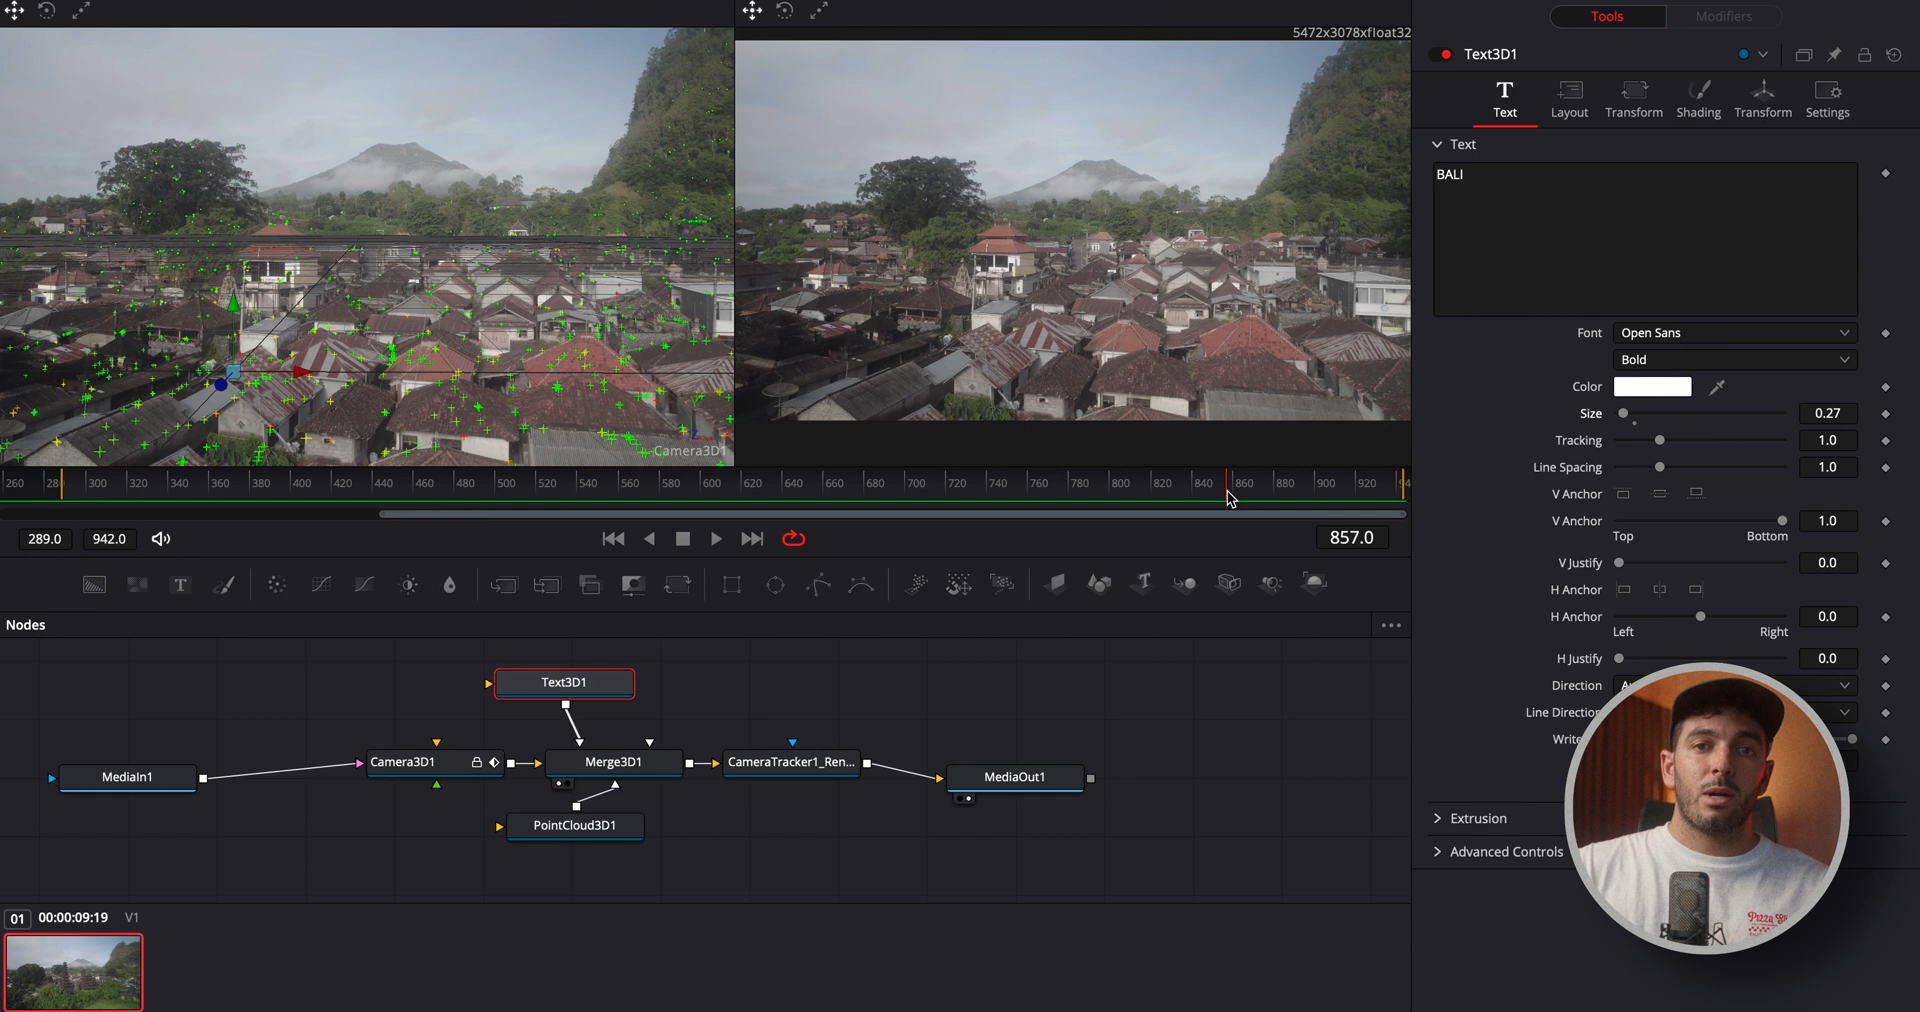 Tools
Modifiers
5472x3078xfloat32
Text3D1
T
Text
Layout
Transform
Shading
Transform
Settings
Text
BALI
Font
Open Sans
Bold
Color
Size
0.27
Tracking
1.0
Line Spacing
1.0
V Anchor
V Anchor
1.0
Top
Bottom
V Justify
0.0
H Anchor
H Anchor
0.0
Left
Right
H Justify
0.0
Direction
Line Direction
Write
Extrusion
Advanced Controls
Camera3D1
260 280 300 320 340 360 380 400 420 440 460 480 500 520 540 560 580 600 620 640 660 680 700 720 740 760 780 800 820 840 860 880 900 920
289.0
942.0
857.0
T
T
Nodes
Text3D1
MediaIn1
Camera3D1
Merge3D1
CameraTracker1_Ren...
MediaOut1
PointCloud3D1
01
00:00:09:19
V1
Pizza